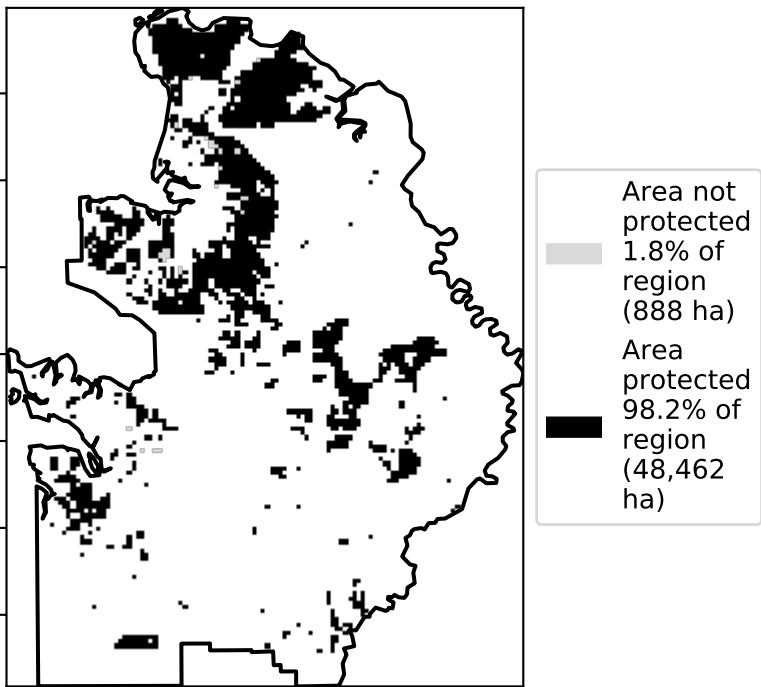 Area not
protected
1.8% of
region
(888 ha)
Area
protected
98.2% of
region
(48,462
ha)